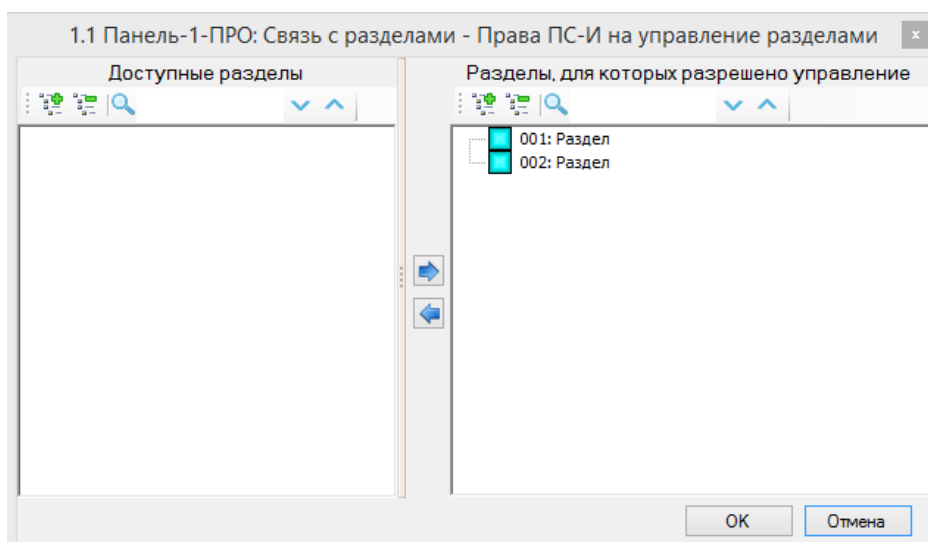 1.1 Панель-1-ПРО: Связь с разделами - Права ПС-И на управление разделами
Доступные разделы
Разделы, для которых разрешено управление
001: Раздел
002: Раздел
OK
Отмена